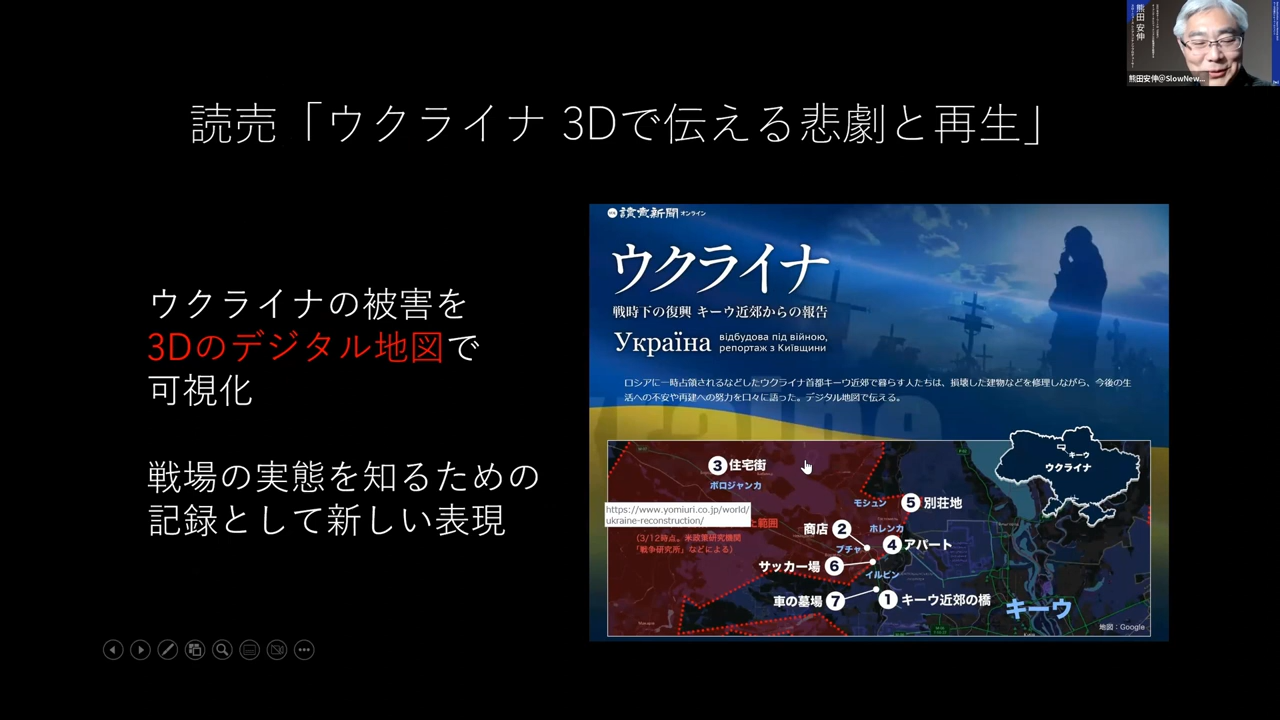 読売「ウクライナ 3Dで伝える悲劇と再生」
熊田 安伸
熊田安伸@SlowNew...
ウクライナの被害を
3Dのデジタル地図で
可視化
戦場の実態を知るための
記録として新しい表現
讀賣新聞オンライン
ウクライナ
戦時下の復興 キーウ近郊からの報告
Україна
відбудова під війною,
репортаж з Київщини
ロシアに一時占領されるなどしたウクライナ首都キーウ近郊で暮らす人たちは、損壊した建物などを修理しながら、今後の生
活への不安や再建への努力を口々に語った。デジタル地図で伝える。
キーウ
ウクライナ
3 住宅街
ボロジャンカ
モシュン
5 別荘地
https://www.yomiuri.co.jp/world/
ukraine-reconstruction/
た範囲
(3/12時点。米政策研究機関
「戦争研究所」などによる)
商店 2
ブチャ
ホレンカ
4 アパート
サッカー場 6
イルピン
車の墓場 7
1 キーウ近郊の橋
キーウ
地図：Google